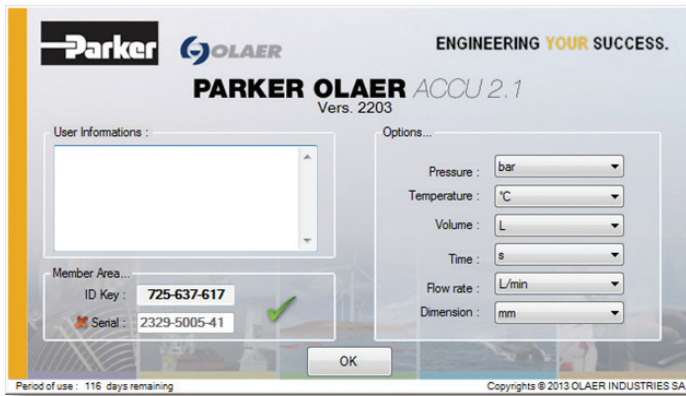 Parker OLAER ENGINEERING YOUR SUCCESS.
PARKER OLAER ACCU 2.1
Vers. 2203
User Informations :
Member Area...
ID Key : 725-637-617
Serial : 2329-5005-41
Options...
Pressure : bar
Temperature : °C
Volume : L
Time : s
Flow rate : L/min
Dimension : mm
OK
Period of use : 116 days remaining
Copyrights © 2013 OLAER INDUSTRIES SA